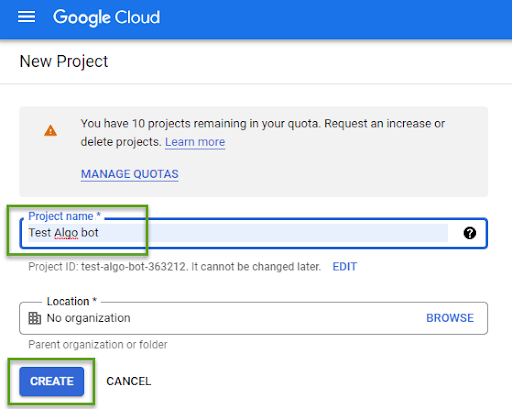 Google Cloud
New Project
You have 10 projects remaining in your quota. Request an increase or
delete projects. Learn more
MANAGE QUOTAS
Project name *
Test Algo bot
Project ID: test-algo-bot-363212. It cannot be changed later. EDIT
Location *
No organization BROWSE
Parent organization or folder
CREATE CANCEL